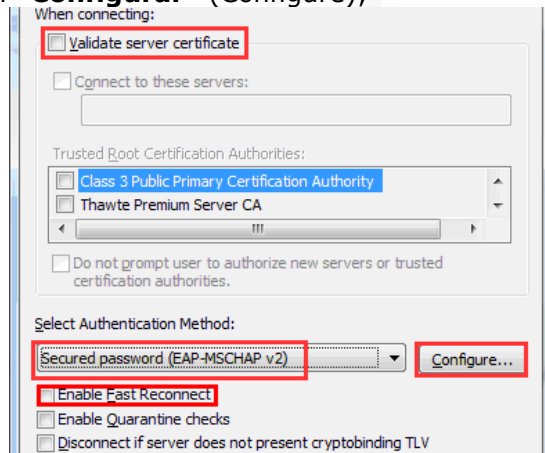 "Configurar" (Configure),
When connecting:
Validate server certificate
Connect to these servers:
Trusted Root Certification Authorities:
Class 3 Public Primary Certification Authority
Thawte Premium Server CA
Do not prompt user to authorize new servers or trusted
certification authorities.
Select Authentication Method:
Secured password (EAP-MSCHAP v2)
Configure...
Enable Fast Reconnect
Enable Quarantine checks
Disconnect if server does not present cryptobinding TLV